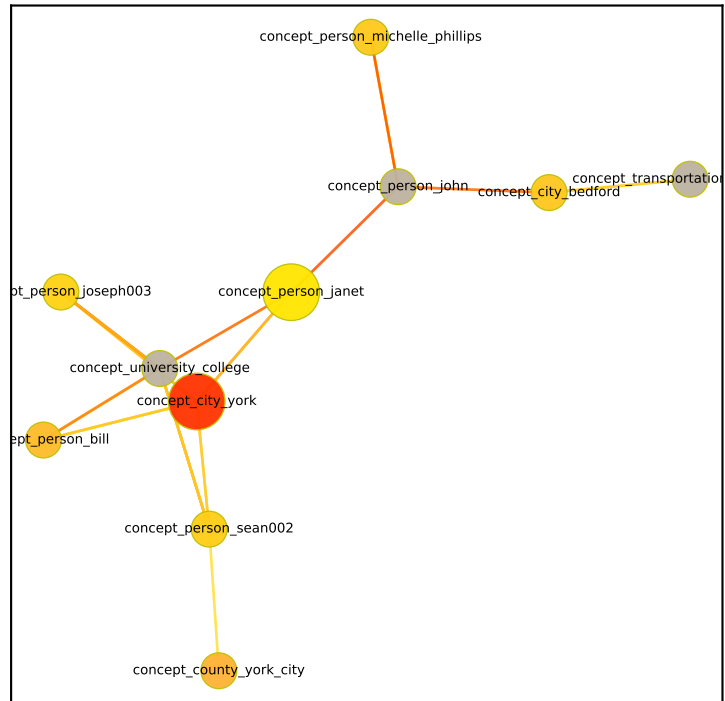 concept_person_michelle_phillips
concept_transportation
concept_person_john
concept_city_bedford
pt_person_joseph003
concept_person_janet
concept_university_college
concept_city_york
ept_person_bill
concept_person_sean002
concept_county_york_city